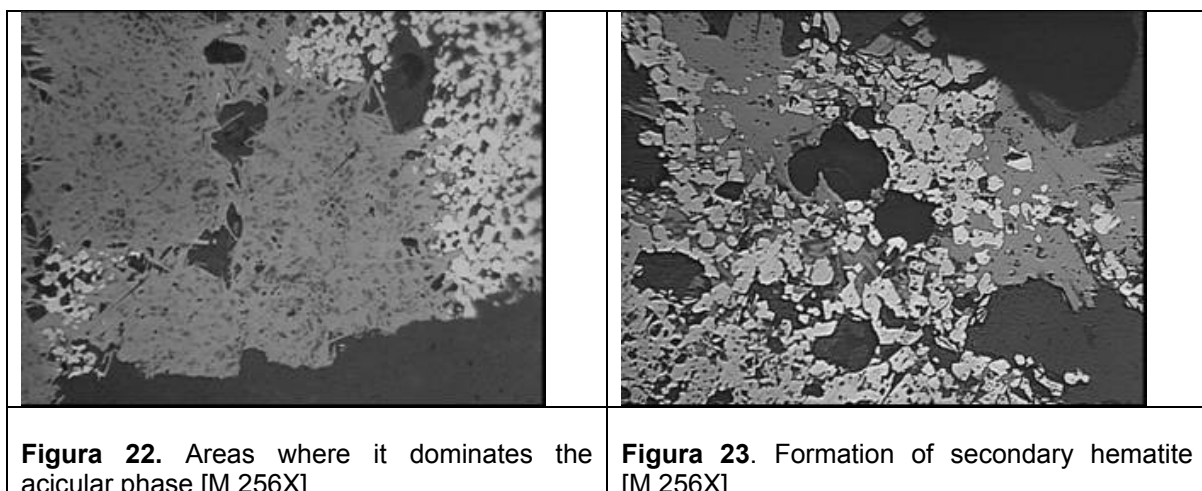 Figura 22. Areas where it dominates the
acicular phase [M 256X]
Figura 23. Formation of secondary hematite
[M 256X]